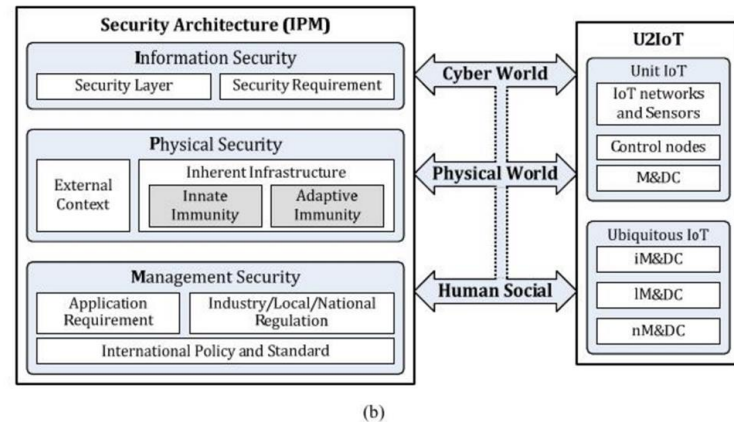 Security Architecture (IPM)
Information Security
Security Layer
Security Requirement
Physical Security
External
Context
Inherent Infrastructure
Innate
Immunity
Adaptive
Immunity
Management Security
Application
Requirement
Industry/Local/National
Regulation
International Policy and Standard
Cyber World
Physical World
Human Social
U2IoT
Unit IoT
IoT networks
and Sensors
Control nodes
M&DC
Ubiquitous IoT
iM&DC
lM&DC
nM&DC
(b)